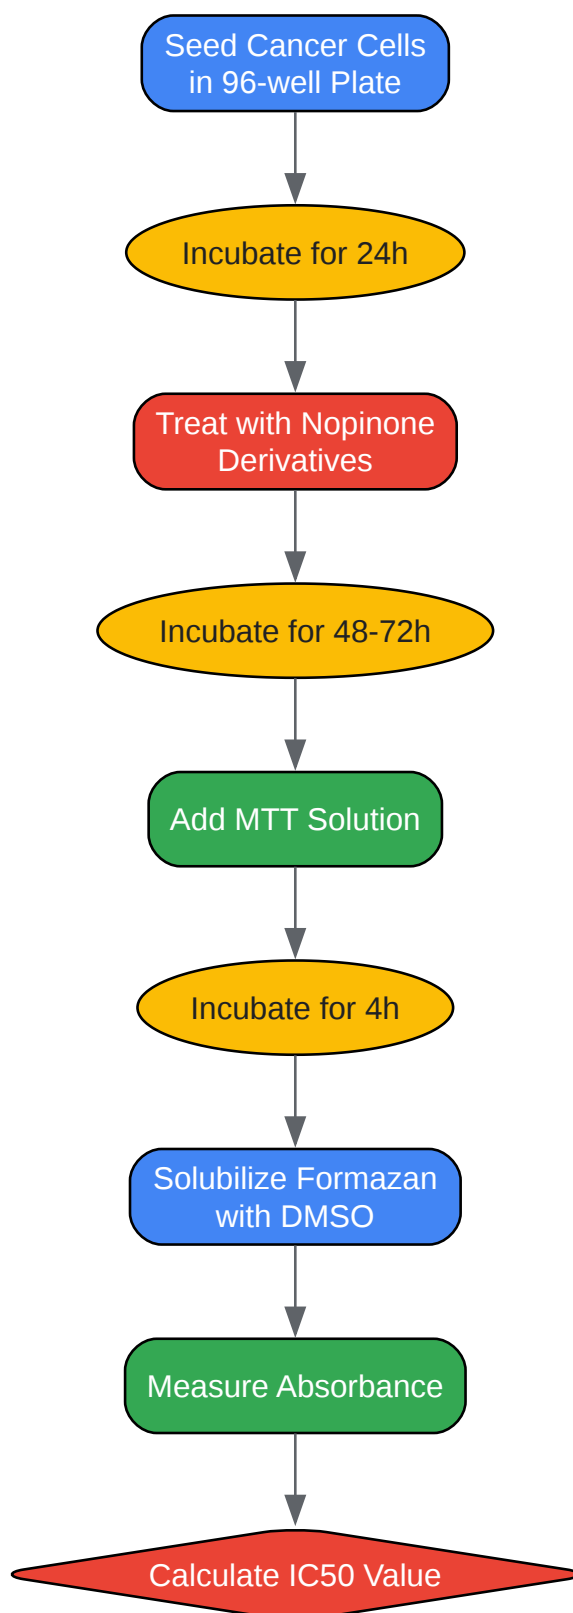 Seed Cancer Cells
in 96-well Plate
Incubate for 24h
Treat with Nopinone
Derivatives
Incubate for 48-72h
Add MTT Solution
Incubate for 4h
Solubilize Formazan
with DMSO
Measure Absorbance
Calculate IC50 Value